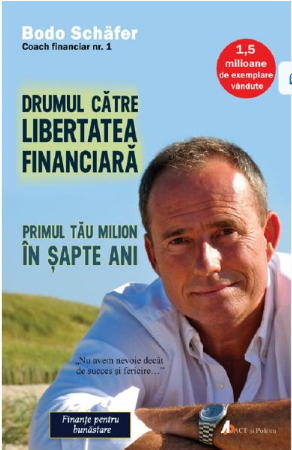 Bodo Schäfer
Coach financiar nr. 1
1,5
milioane
de exemplare
vândute
DRUMUL CĂTRE
LIBERTATEA
FINANCIARĂ
PRIMUL TĂU MILION
ÎN ȘAPTE ANI
„Nu avem nevoie decât
de succes și fericire...”
Finanțe pentru
bunăstare
ACT și Politon